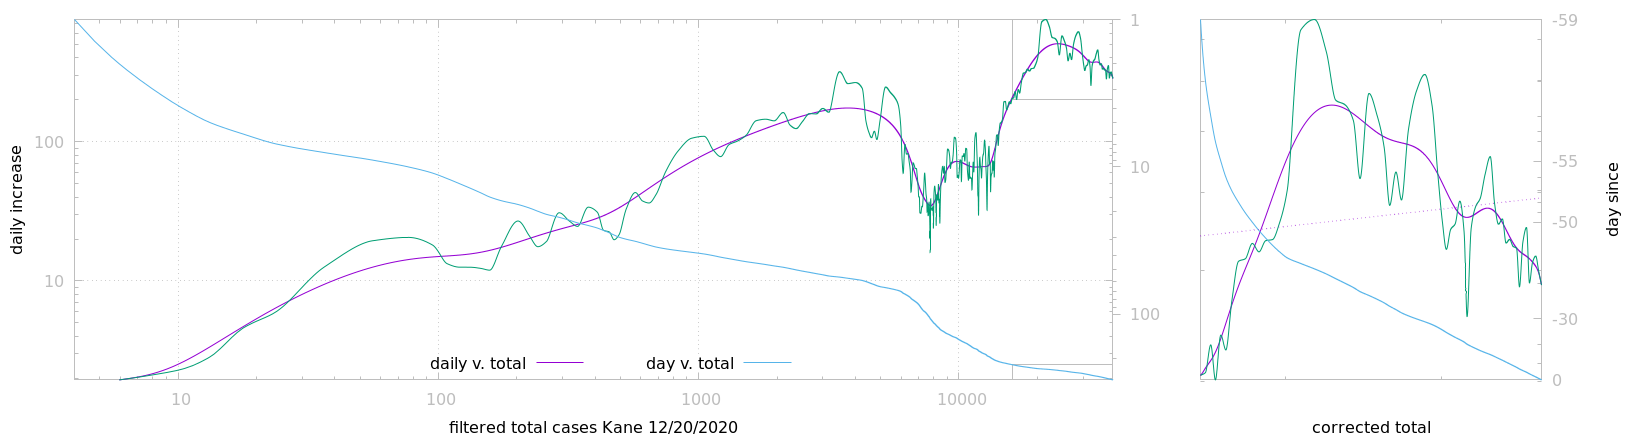 daily increase
100
10
10
100
1000
10000
1
10
100
daily v. total
day v. total
filtered total cases Kane 12/20/2020
-59
-55
-50
-30
0
day since
corrected total